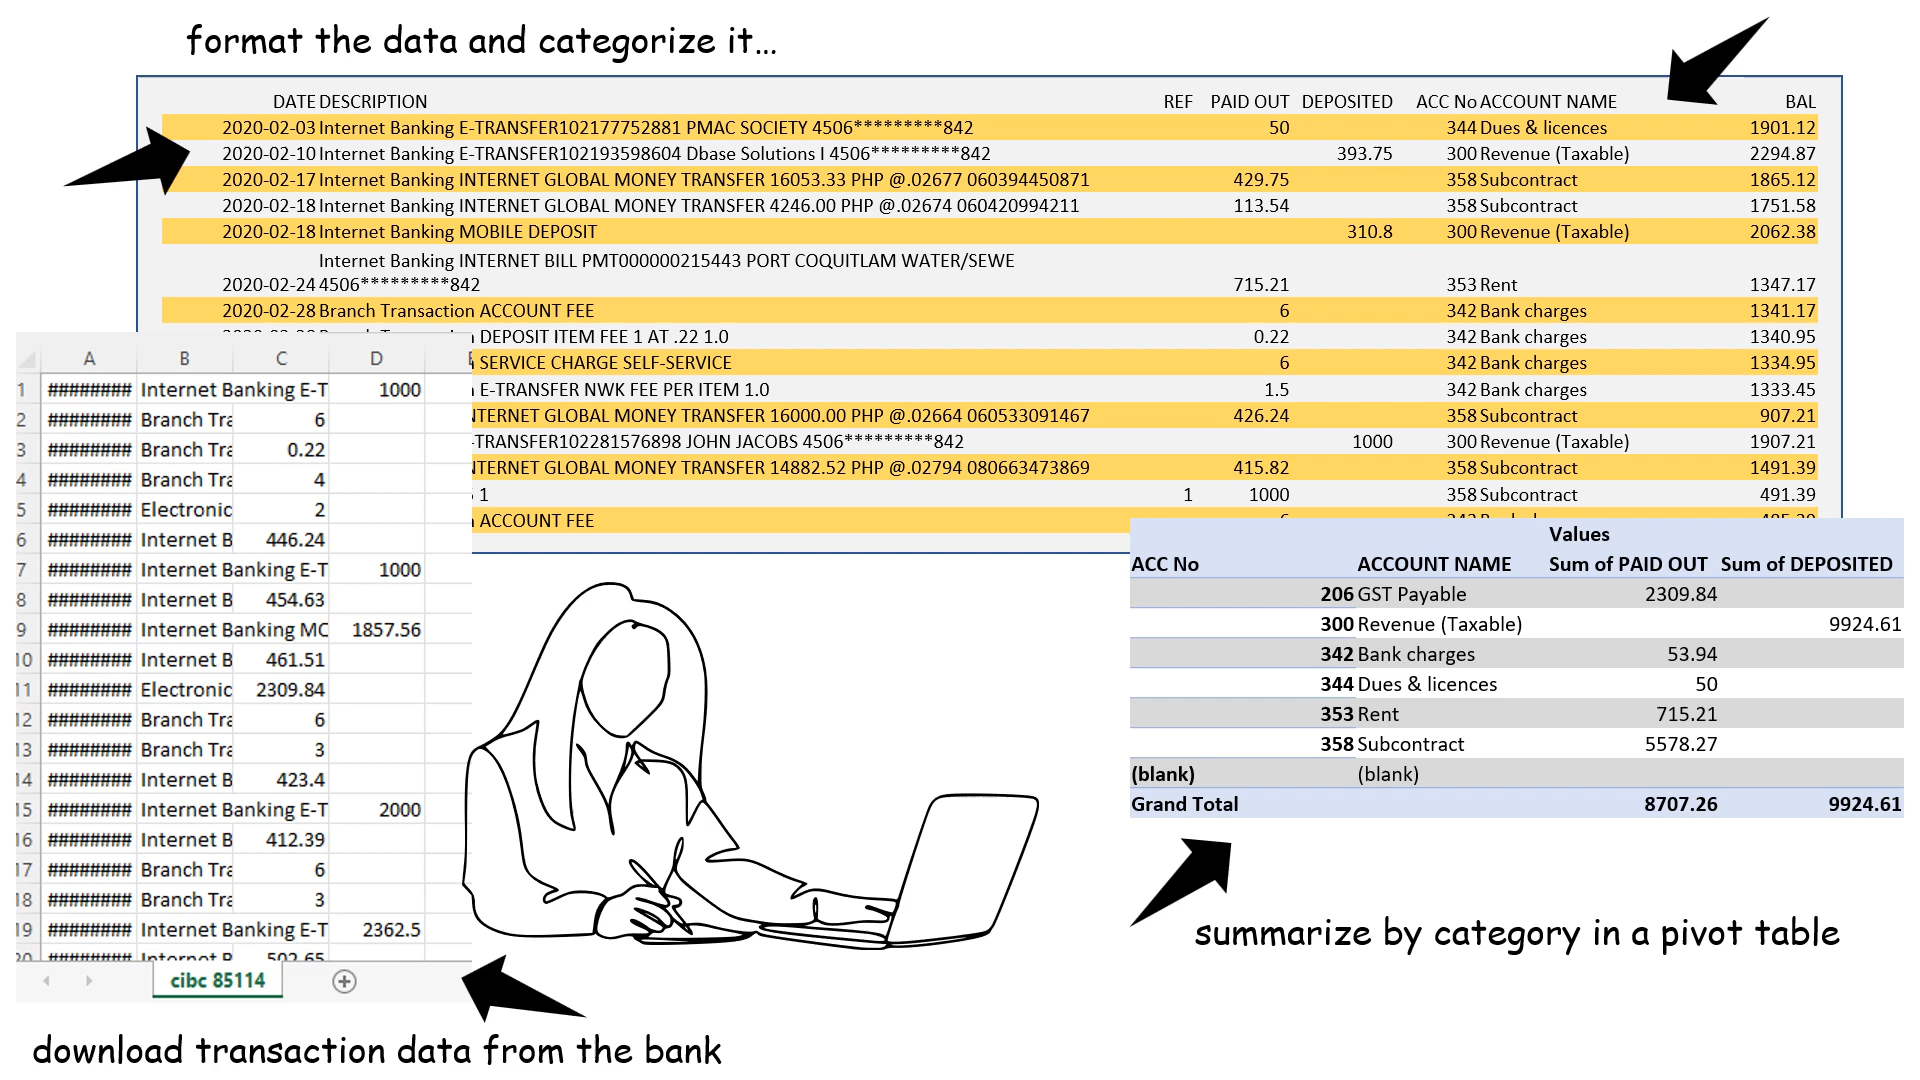 format the data and categorize it...
DATE DESCRIPTION REF PAID OUT DEPOSITED ACC No ACCOUNT NAME BAL
2020-02-03 Internet Banking E-TRANSFER102177752881 PMAC SOCIETY 4506*********842 50 344 Dues & licences 1901.12
2020-02-10 Internet Banking E-TRANSFER102193598604 Dbase Solutions I 4506*********842 393.75 300 Revenue (Taxable) 2294.87
2020-02-17 Internet Banking INTERNET GLOBAL MONEY TRANSFER 16053.33 PHP @.02677 060394450871 429.75 358 Subcontract 1865.12
2020-02-18 Internet Banking INTERNET GLOBAL MONEY TRANSFER 4246.00 PHP @.02674 060420994211 113.54 358 Subcontract 1751.58
2020-02-18 Internet Banking MOBILE DEPOSIT 310.8 300 Revenue (Taxable) 2062.38
Internet Banking INTERNET BILL PMT000000215443 PORT COQUITLAM WATER/SEWE
2020-02-24 4506*********842 715.21 353 Rent 1347.17
2020-02-28 Branch Transaction ACCOUNT FEE 6 342 Bank charges 1341.17
DEPOSIT ITEM FEE 1 AT .22 1.0 0.22 342 Bank charges 1340.95
SERVICE CHARGE SELF-SERVICE 6 342 Bank charges 1334.95
E-TRANSFER NWK FEE PER ITEM 1.0 1.5 342 Bank charges 1333.45
NTERNET GLOBAL MONEY TRANSFER 16000.00 PHP @.02664 060533091467 426.24 358 Subcontract 907.21
-TRANSFER102281576898 JOHN JACOBS 4506*********842 1000 300 Revenue (Taxable) 1907.21
NTERNET GLOBAL MONEY TRANSFER 14882.52 PHP @.02794 080663473869 415.82 358 Subcontract 1491.39
1 1 1000 358 Subcontract 491.39
ACCOUNT FEE
A B C D
1 ######## Internet Banking E-T 1000
2 ######## Branch Tra 6
3 ######## Branch Tra 0.22
4 ######## Branch Tra 4
5 ######## Electronic 2
6 ######## Internet B 446.24
7 ######## Internet Banking E-T 1000
8 ######## Internet B 454.63
9 ######## Internet Banking MO 1857.56
10 ######## Internet B 461.51
11 ######## Electronic 2309.84
12 ######## Branch Tra 6
13 ######## Branch Tra 3
14 ######## Internet B 423.4
15 ######## Internet Banking E-T 2000
16 ######## Internet B 412.39
17 ######## Branch Tra 6
18 ######## Branch Tra 3
19 ######## Internet Banking E-T 2362.5
20 ######## Internet B 502.65
cibc 85114
download transaction data from the bank
Values
ACC No ACCOUNT NAME Sum of PAID OUT Sum of DEPOSITED
206 GST Payable 2309.84
300 Revenue (Taxable) 9924.61
342 Bank charges 53.94
344 Dues & licences 50
353 Rent 715.21
358 Subcontract 5578.27
(blank) (blank)
Grand Total 8707.26 9924.61
summarize by category in a pivot table